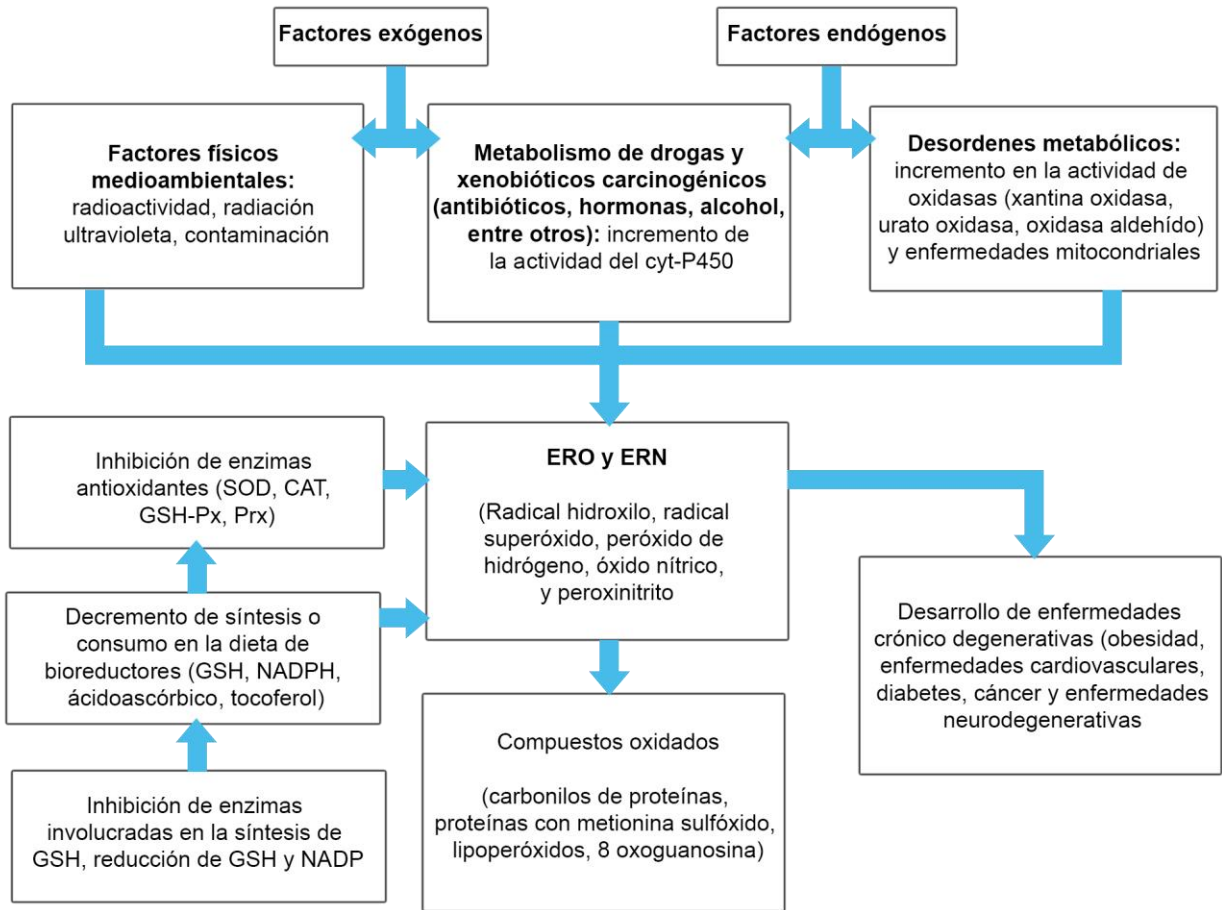 Factores exógenos
Factores endógenos
Factores físicos
medioambientales:
radioactividad, radiación
ultravioleta, contaminación
Metabolismo de drogas y
xenobióticos carcinogénicos
(antibióticos, hormonas, alcohol,
entre otros): incremento de
la actividad del cyt-P450
Desordenes metabólicos:
incremento en la actividad de
oxidasas (xantina oxidasa,
urato oxidasa, oxidasa aldehído)
y enfermedades mitocondriales
Inhibición de enzimas
antioxidantes (SOD, CAT,
GSH-Px, Prx)
ERO y ERN
(Radical hidroxilo, radical
superóxido, peróxido de
hidrógeno, óxido nítrico,
y peroxinitrito
Decremento de síntesis o
consumo en la dieta de
bioreductores (GSH, NADPH,
ácidoascórbico, tocoferol)
Desarrollo de enfermedades
crónico degenerativas (obesidad,
enfermedades cardiovasculares,
diabetes, cáncer y enfermedades
neurodegenerativas
Inhibición de enzimas
involucradas en la síntesis de
GSH, reducción de GSH y NADP
Compuestos oxidados
(carbonilos de proteínas,
proteínas con metionina sulfóxido,
lipoperóxidos, 8 oxoguanosina)